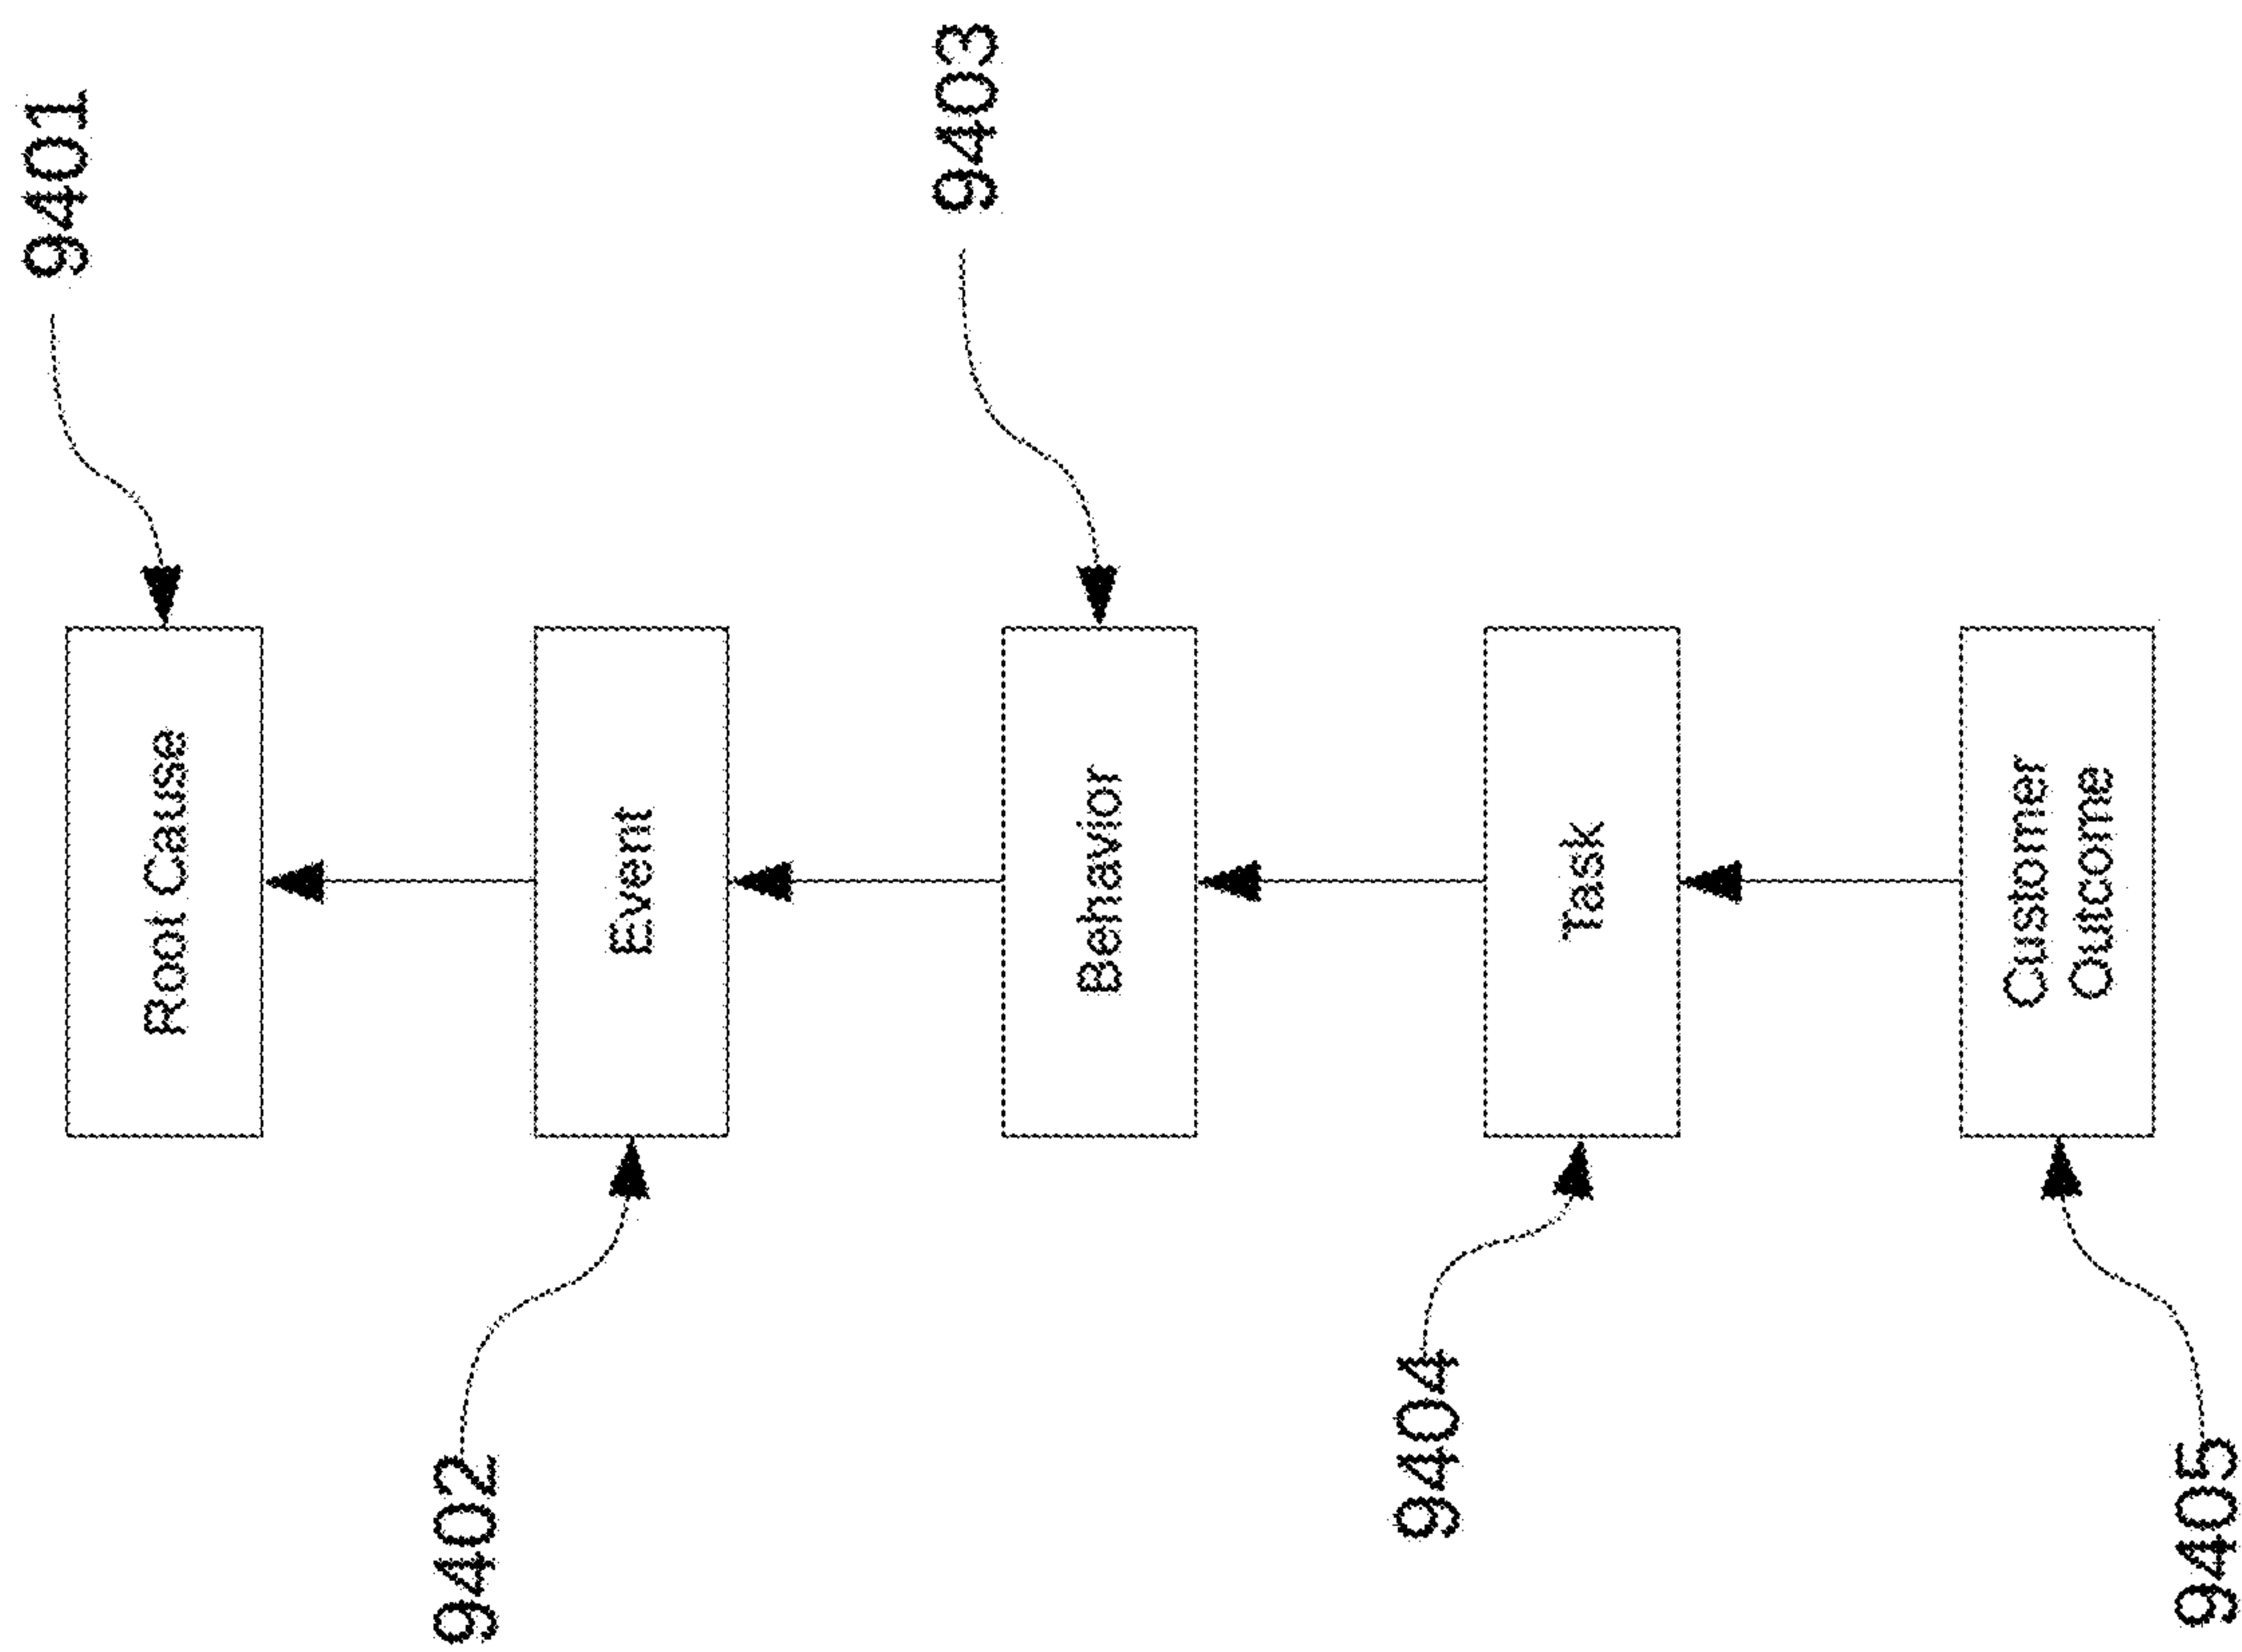 9401
9403
Root Cause
Event
Behavior
Task
Customer
Outcome
9402
9404
9405